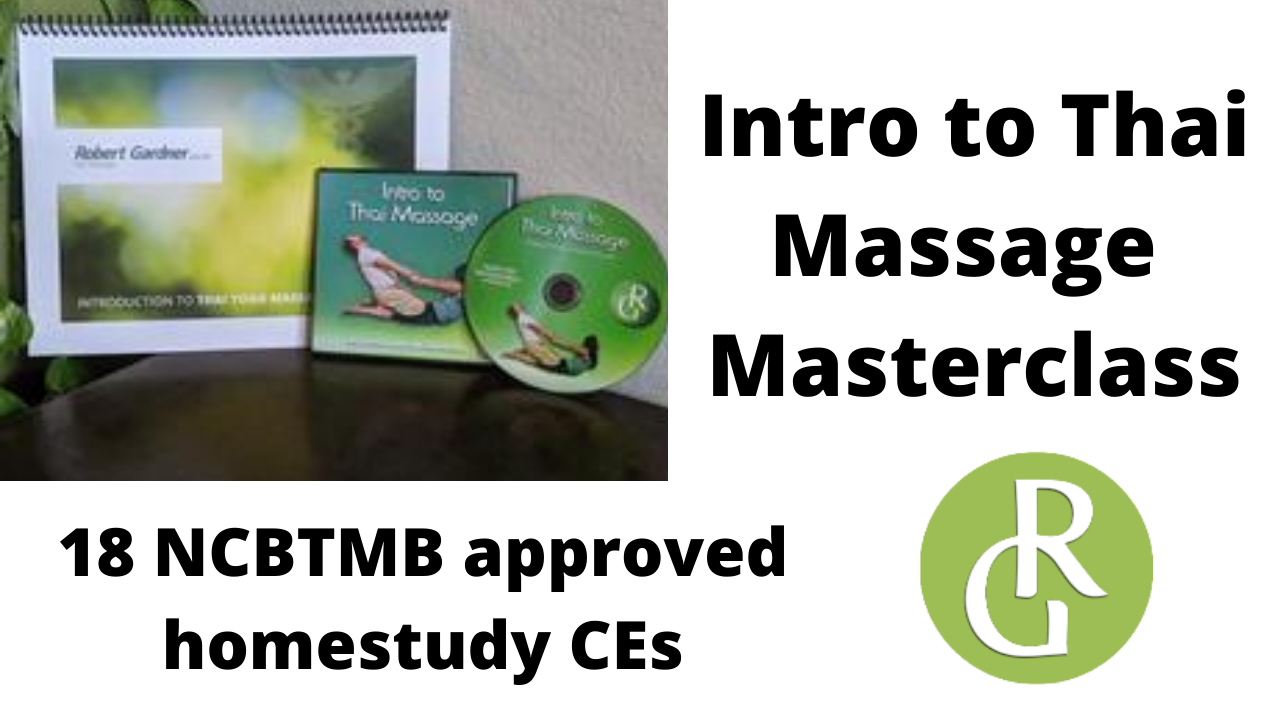 Intro to Thai
Massage
Masterclass
Robert Gardner
INTRODUCTION TO THAI YOGA MASS
Intro to
Thai Massage
Intro to
Thai Massage
RG
18 NCBTMB approved
homestudy CEs
RG